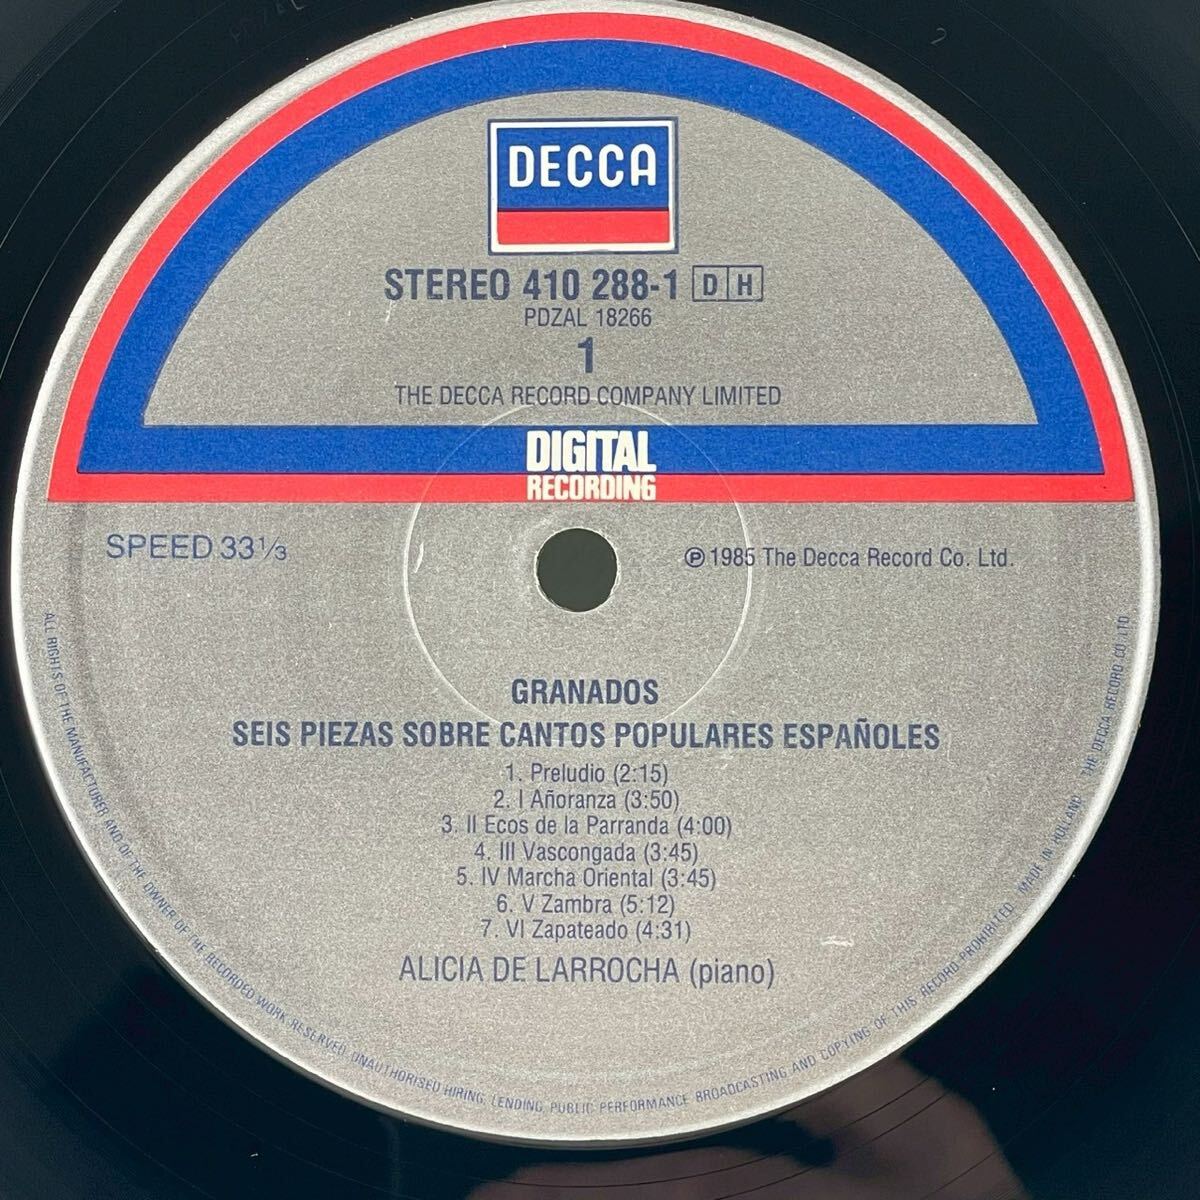 DECCA
STEREO 410 288-1 DH
PDZAL 18266
1
THE DECCA RECORD COMPANY LIMITED
DIGITAL
RECORDING
SPEED 33⅓
℗ 1985 The Decca Record Co. Ltd.
GRANADOS
SEIS PIEZAS SOBRE CANTOS POPULARES ESPAÑOLES
1. Preludio (2:15)
2. I Añoranza (3:50)
3. II Ecos de la Parranda (4:00)
4. III Vascongada (3:45)
5. IV Marcha Oriental (3:45)
6. V Zambra (5:12)
7. VI Zapateado (4:31)
ALICIA DE LARROCHA (piano)
ALL RIGHTS OF THE MANUFACTURER AND OF THE OWNER OF THE RECORDED WORK RESERVED UNAUTHORISED HIRING, LENDING, PUBLIC PERFORMANCE BROADCASTING AND COPYING OF THIS RECORD PROHIBITED MADE IN HOLLAND THE DECCA RECORD CO LTD
2